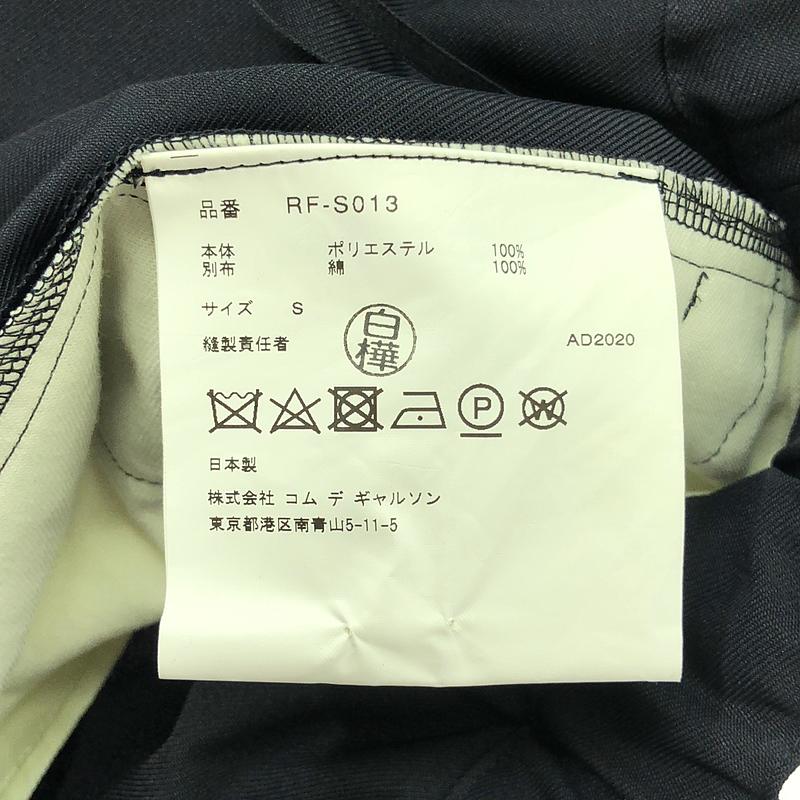 品番 RF-S013
本体 ポリエステル 100%
別布 綿 100%
サイズ S
縫製責任者 白樺 AD2020
P W
日本製
株式会社 コム デ ギャルソン
東京都港区南青山5-11-5